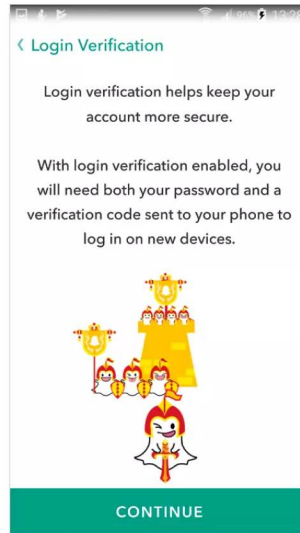 Login Verification
Login verification helps keep your
account more secure.
With login verification enabled, you
will need both your password and a
verification code sent to your phone to
log in on new devices.
CONTINUE